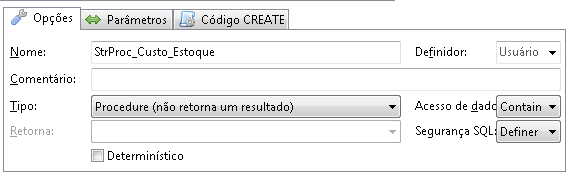 Opções Parâmetros Código CREATE
Nome: StrProc_Custo_Estoque Definidor: Usuário
Comentário:
Tipo: Procedure (não retorna um resultado) Acesso de dado Contain
Retorna: Segurança SQL: Definer
Determinístico